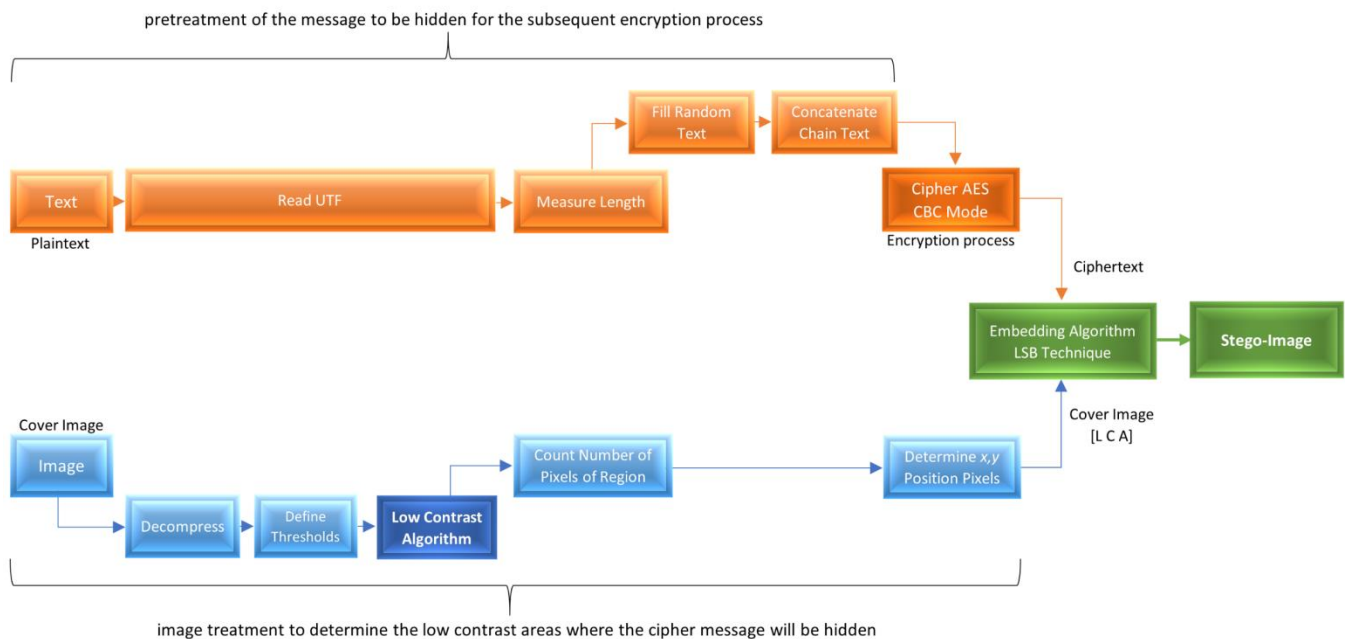 pretreatment of the message to be hidden for the subsequent encryption process
Fill Random
Text
Concatenate
Chain Text
Text
Read UTF
Measure Length
Cipher AES
CBC Mode
Plaintext
Encryption process
Ciphertext
Embedding Algorithm
LSB Technique
Stego-Image
Cover Image
[L C A]
Cover Image
Image
Count Number of
Pixels of Region
Determine x,y
Position Pixels
Decompress
Define
Thresholds
Low Contrast
Algorithm
image treatment to determine the low contrast areas where the cipher message will be hidden